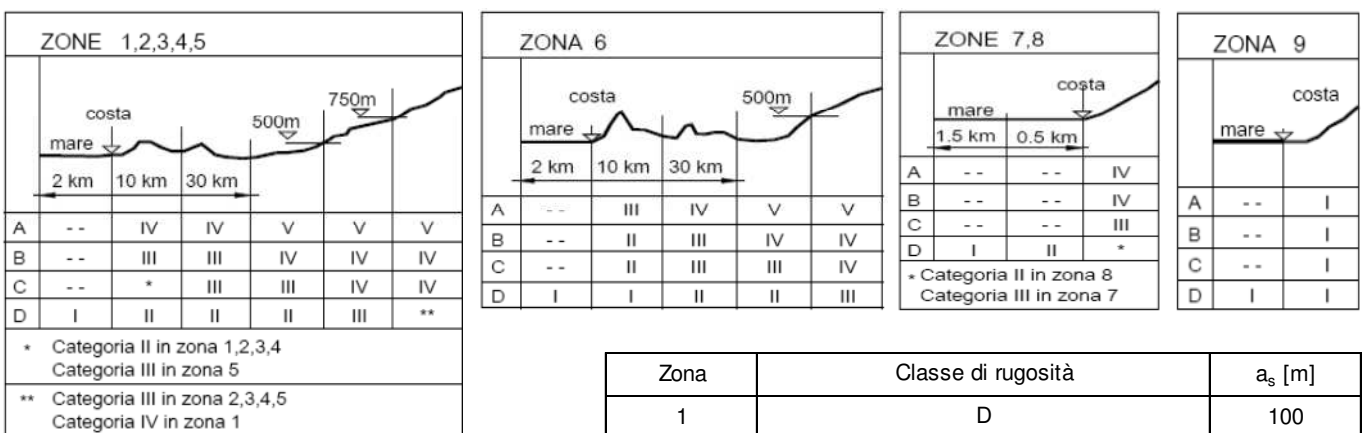 ZONE 1,2,3,4,5
costa
mare
500m
750m
2 km 10 km 30 km
A -- IV IV V V V
B -- III III IV IV IV
C -- * III III IV IV
D I II II II III **
* Categoria II in zona 1,2,3,4
Categoria III in zona 5
** Categoria III in zona 2,3,4,5
Categoria IV in zona 1
ZONA 6
costa
mare
500m
2 km 10 km 30 km
A -- III IV V V
B -- II III IV IV
C -- II III III IV
D I I II II III
ZONE 7,8
costa
mare
1.5 km 0.5 km
A -- -- IV
B -- -- IV
C -- -- III
D I II *
* Categoria II in zona 8
Categoria III in zona 7
ZONA 9
costa
mare
A -- I
B -- I
C -- I
D I I
Zona Classe di rugosità as [m]
1 D 100